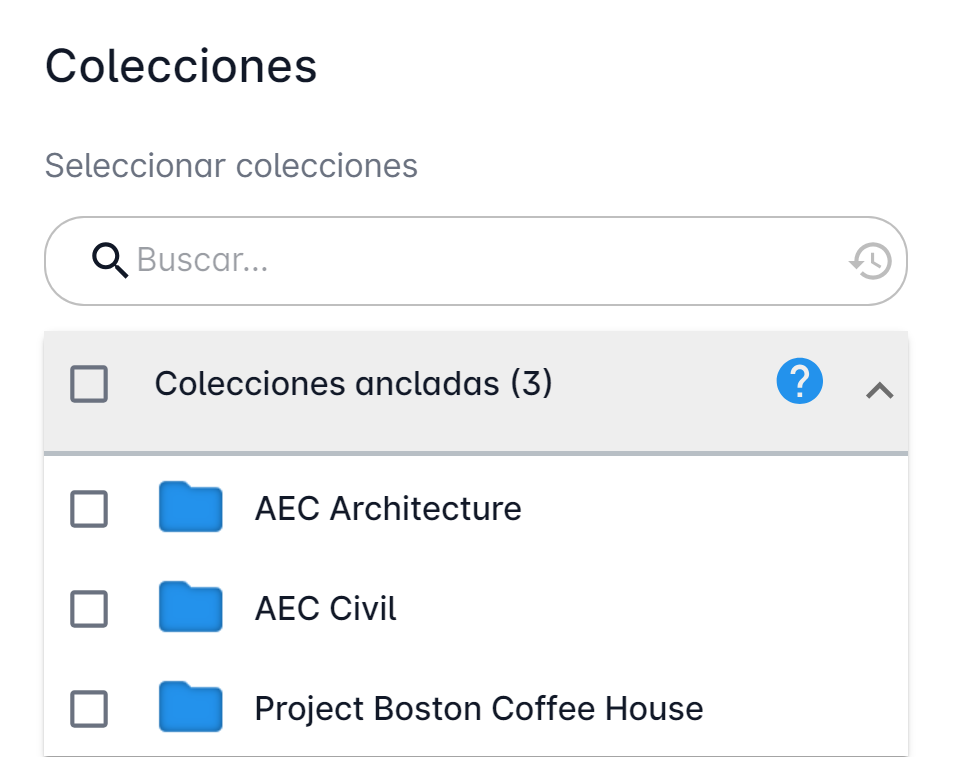 Colecciones
Seleccionar colecciones
Buscar...
Colecciones ancladas (3)
AEC Architecture
AEC Civil
Project Boston Coffee House